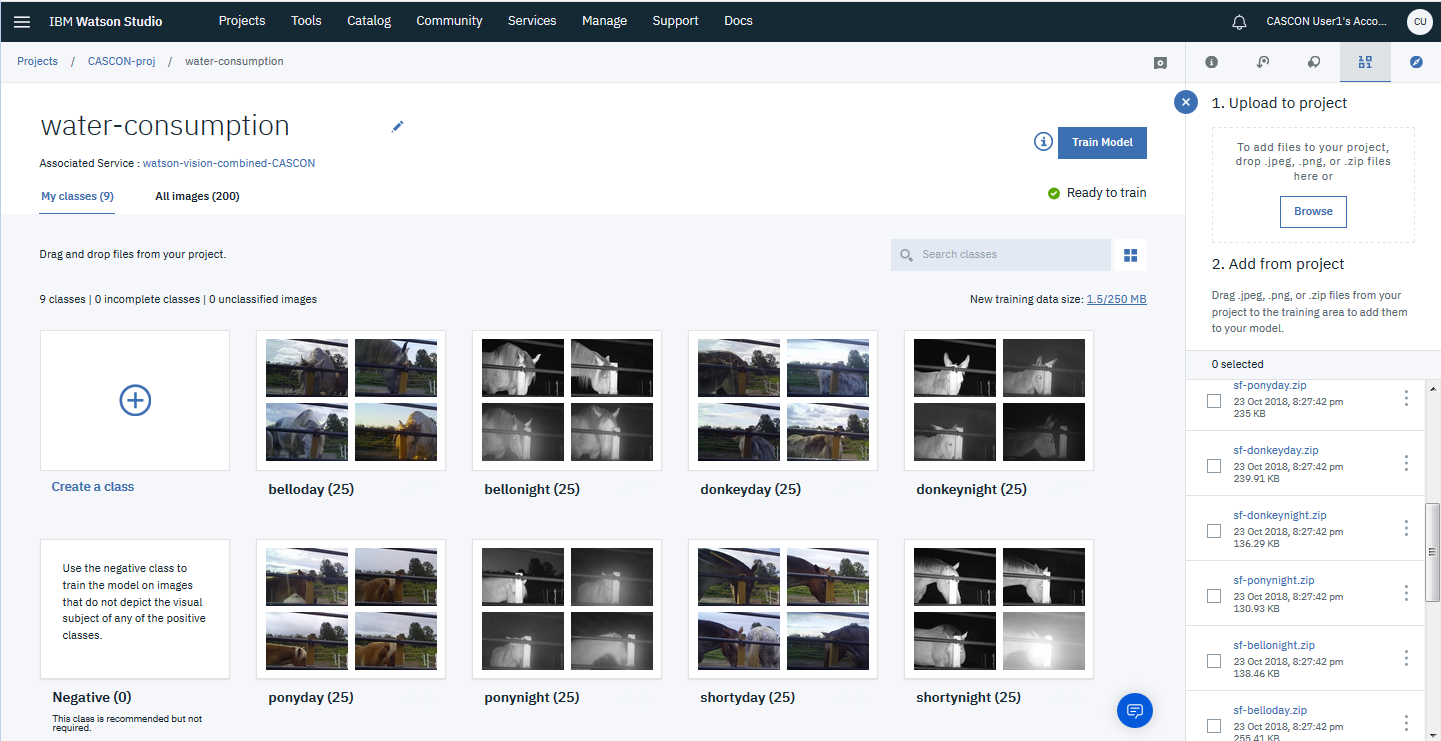 IBM Watson Studio
Projects
Tools
Catalog
Community
Services
Manage
Support
Docs
CASCON User1's Acco...
CU
Projects / CASCON-proj / water-consumption
water-consumption
Associated Service : watson-vision-combined-CASCON
Train Model
My classes (9)
All images (200)
Ready to train
Drag and drop files from your project.
Search classes
9 classes | 0 incomplete classes | 0 unclassified images
New training data size: 1.5/250 MB
Create a class
belloday (25)
bellonight (25)
donkeyday (25)
donkeynight (25)
Use the negative class to
train the model on images
that do not depict the visual
subject of any of the positive
classes.
Negative (0)
This class is recommended but not
required.
ponyday (25)
ponynight (25)
shortyday (25)
shortynight (25)
1. Upload to project
To add files to your project,
drop .jpeg, .png, or .zip files
here or
Browse
2. Add from project
Drag .jpeg, .png, or .zip files from your
project to the training area to add them
to your model.
0 selected
sf-ponyday.zip
23 Oct 2018, 8:27:42 pm
235 KB
sf-donkeyday.zip
23 Oct 2018, 8:27:42 pm
239.91 KB
sf-donkeynight.zip
23 Oct 2018, 8:27:42 pm
136.29 KB
sf-ponynight.zip
23 Oct 2018, 8:27:42 pm
130.93 KB
sf-bellonight.zip
23 Oct 2018, 8:27:42 pm
138.46 KB
sf-belloday.zip
23 Oct 2018, 8:27:42 pm
255.41 KB